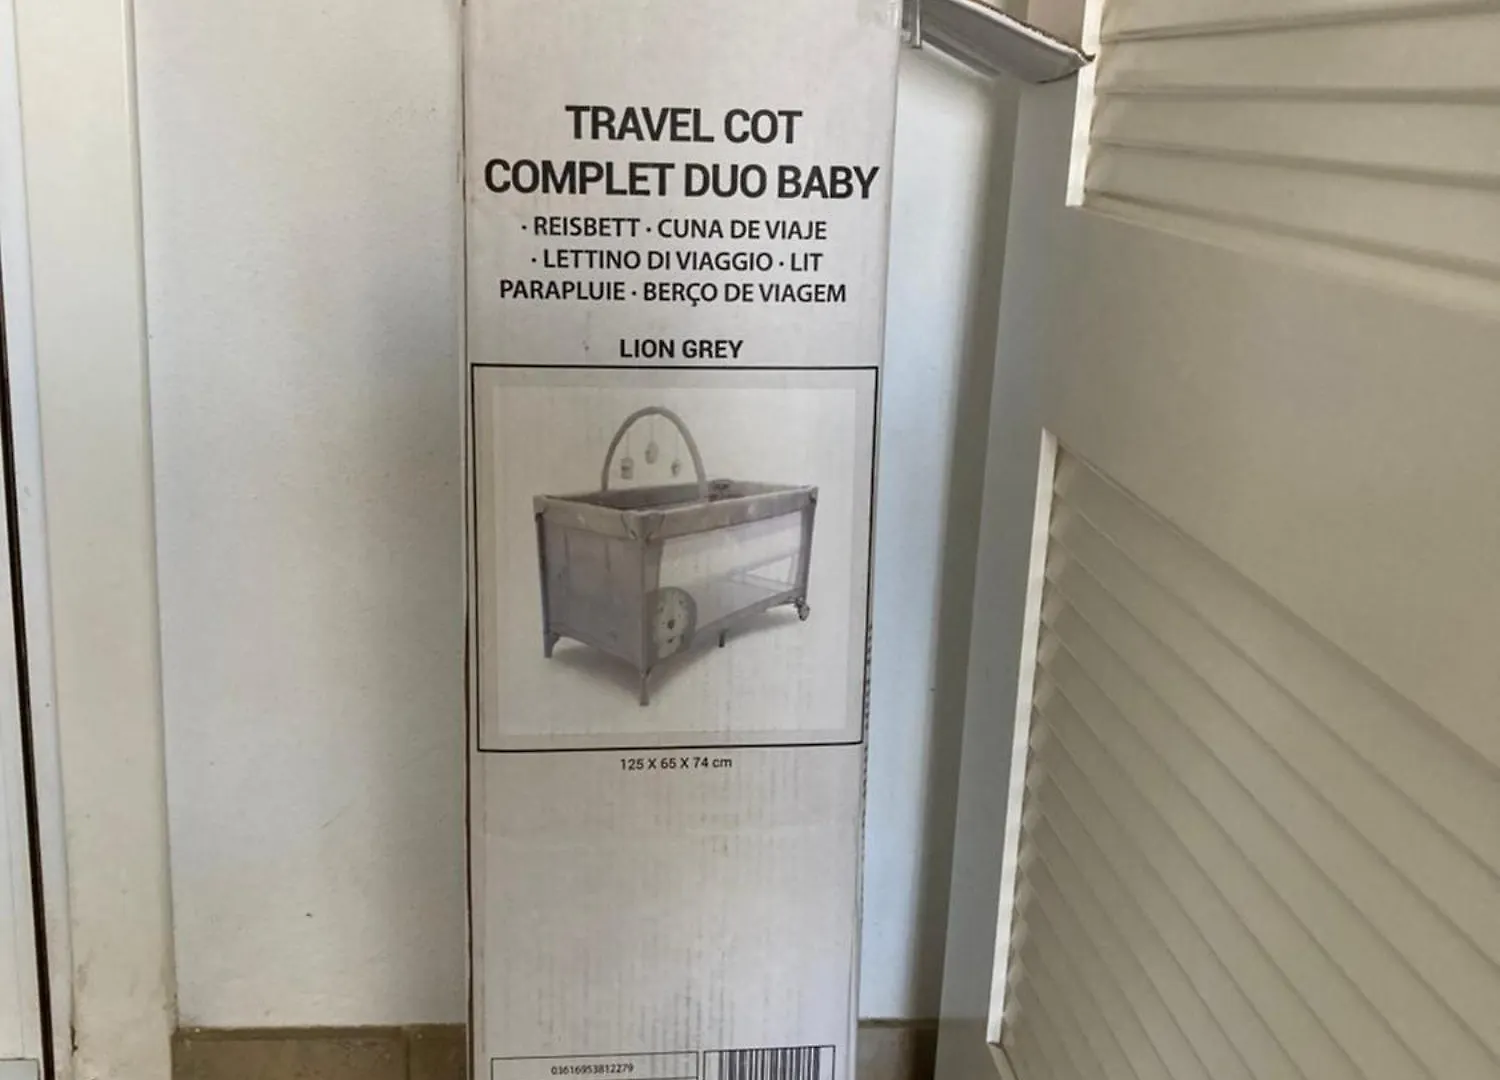 TRAVEL COT
COMPLET DUO BABY
· REISBETT · CUNA DE VIAJE
· LETTINO DI VIAGGIO · LIT
PARAPLUIE · BERÇO DE VIAGEM
LION GREY
125 X 65 X 74 cm
03616953812279